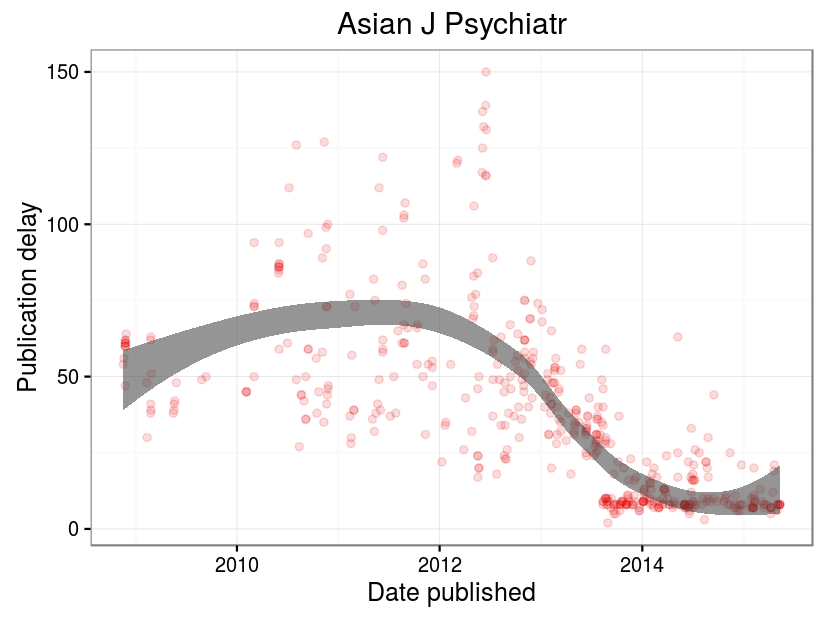 Asian J Psychiatr
150
100
50
0
Publication delay
2010
2012
2014
Date published